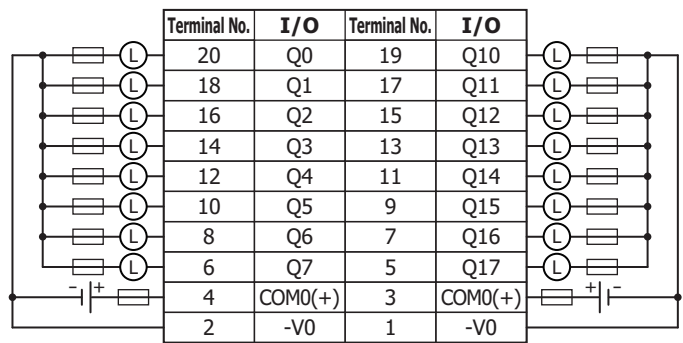 Terminal No. I/O Terminal No. I/O
L 20 Q0 19 Q10 L
L 18 Q1 17 Q11 L
L 16 Q2 15 Q12 L
L 14 Q3 13 Q13 L
L 12 Q4 11 Q14 L
L 10 Q5 9 Q15 L
L 8 Q6 7 Q16 L
L 6 Q7 5 Q17 L
- + 4 COM0(+) 3 COM0(+) + -
2 -V0 1 -V0